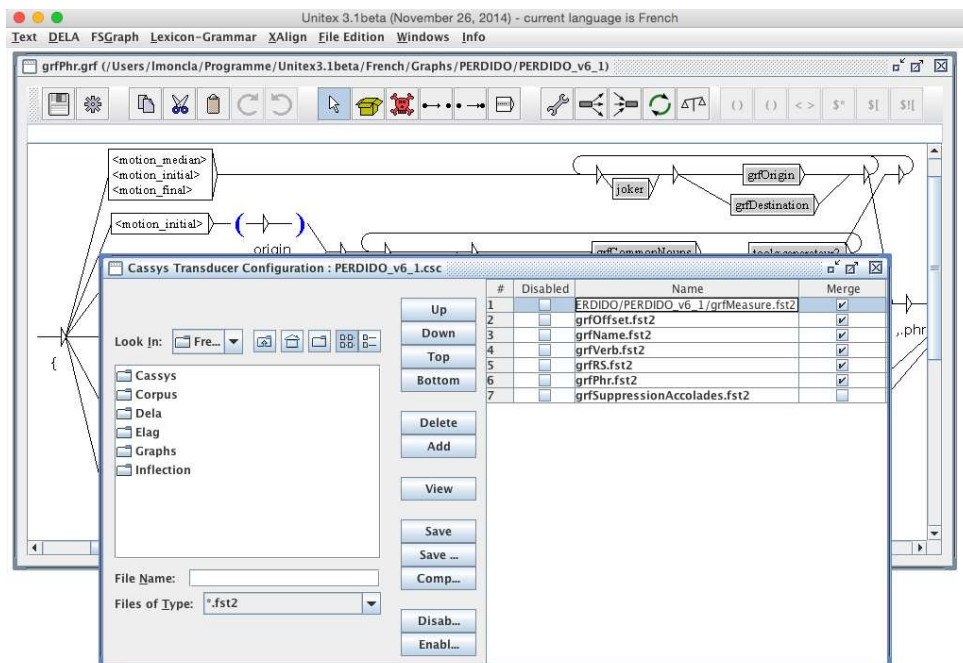 Unitex 3.1beta (November 26, 2014) - current language is French
Text DELA FSGraph Lexicon-Grammar XAlign File Edition Windows Info
grfPhr.grf (/Users/lmoncla/Programme/Unitex3.1beta/French/Graphs/PERDIDO/PERDIDO_v6_1)
( ) ( ) < > $* $[ $![
<motion_median>
<motion_initial>
<motion_final>
joker
grfOrigin
grfDestination
<motion_initial>
( )
origin
grfCommonNouns
{
,.phr
Cassys Transducer Configuration : PERDIDO_v6_1.csc
Look In: Fre...
Cassys
Corpus
Dela
Elag
Graphs
Inflection
File Name:
Files of Type: *.fst2
Up
Down
Top
Bottom
Delete
Add
View
Save
Save ...
Comp...
Disab...
Enabl...
# Disabled Name Merge
1 ERDIDO/PERDIDO_v6_1/grfMeasure.fst2
2 grfOffset.fst2
3 grfName.fst2
4 grfVerb.fst2
5 grfRS.fst2
6 grfPhr.fst2
7 grfSuppressionAccolades.fst2